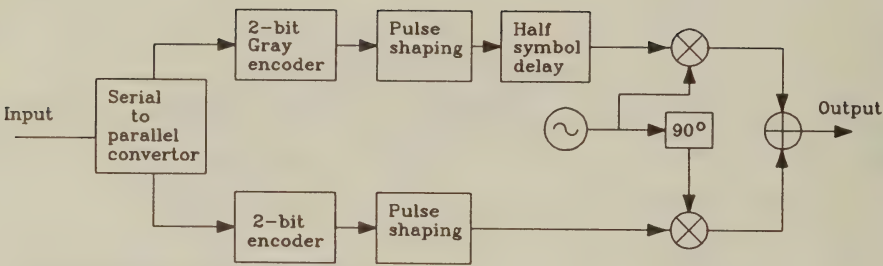 2-bit
Gray
encoder
Pulse
shaping
Half
symbol
delay
Input
Serial
to
parallel
convertor
90°
Output
2-bit
encoder
Pulse
shaping